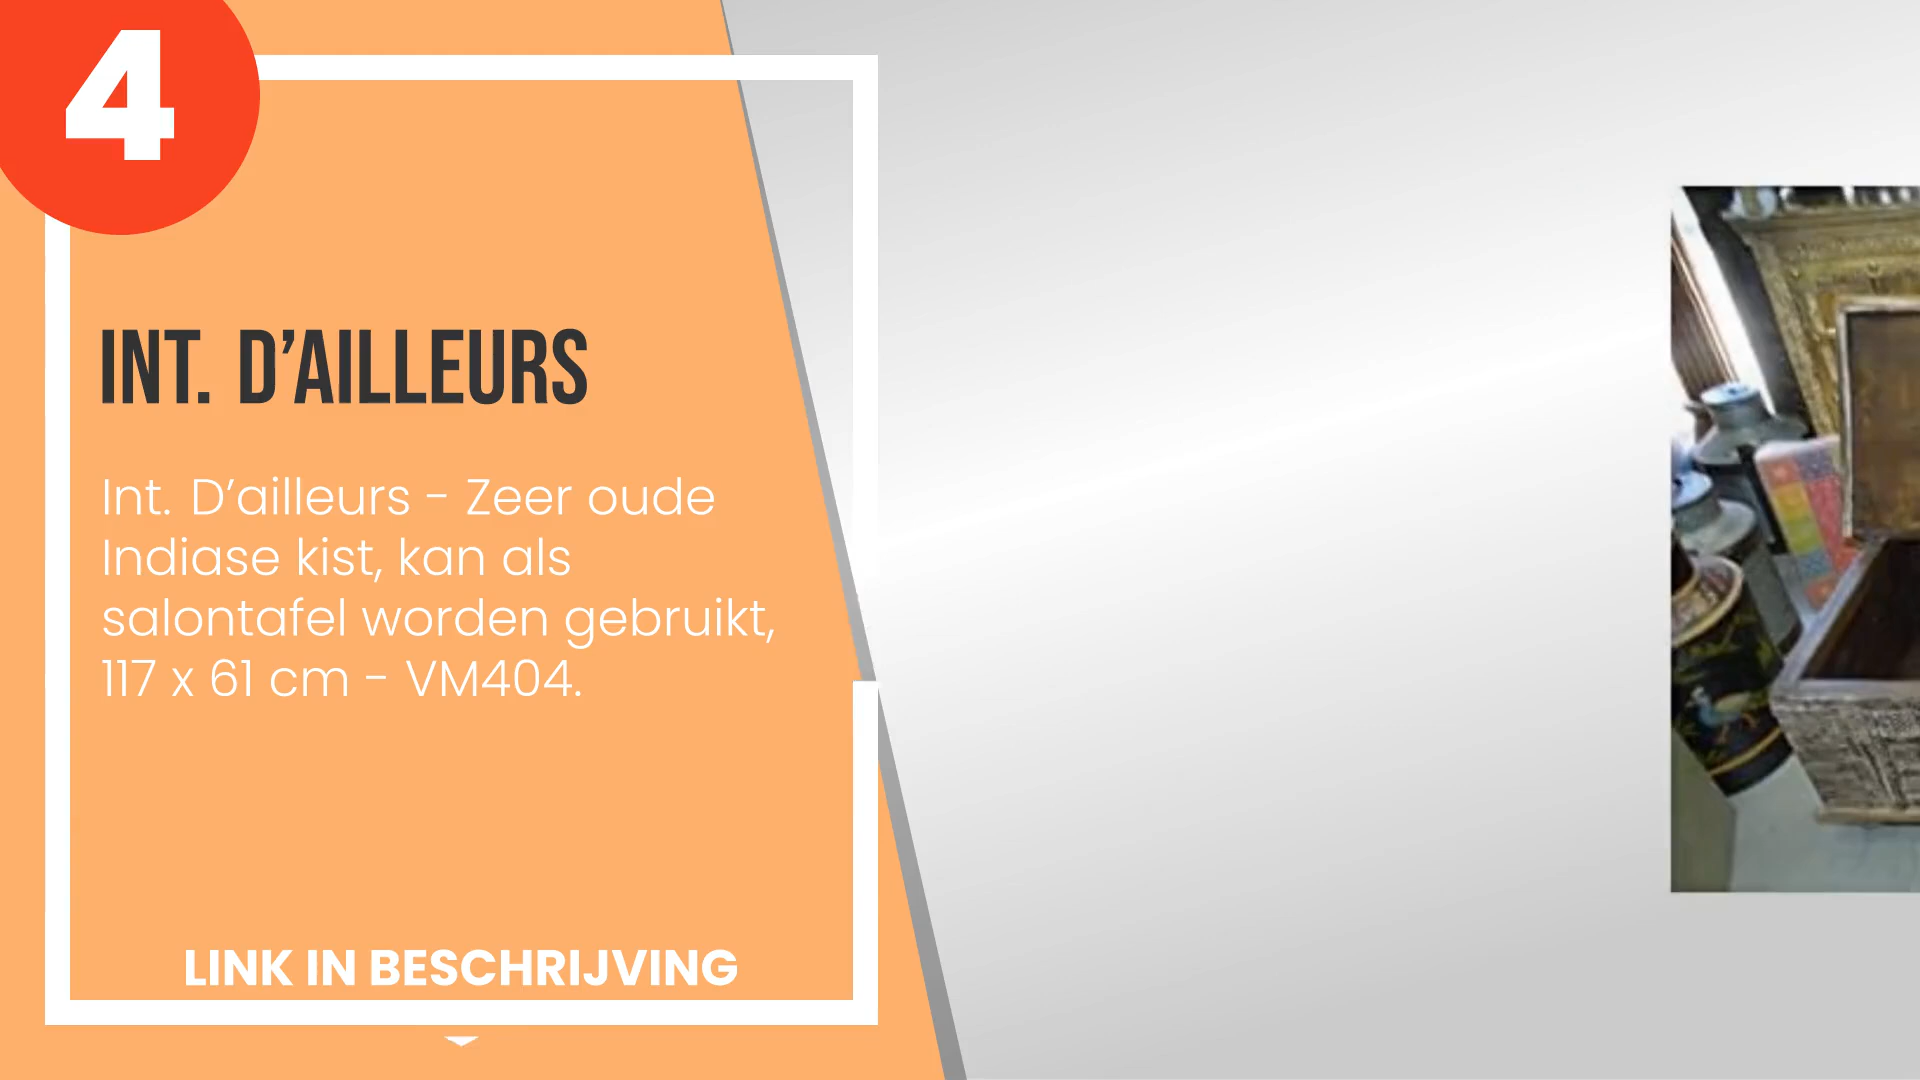 4
INT. D’AILLEURS
Int. D’ailleurs - Zeer oude
Indiase kist, kan als
salontafel worden gebruikt,
117 x 61 cm - VM404.
LINK IN BESCHRIJVING